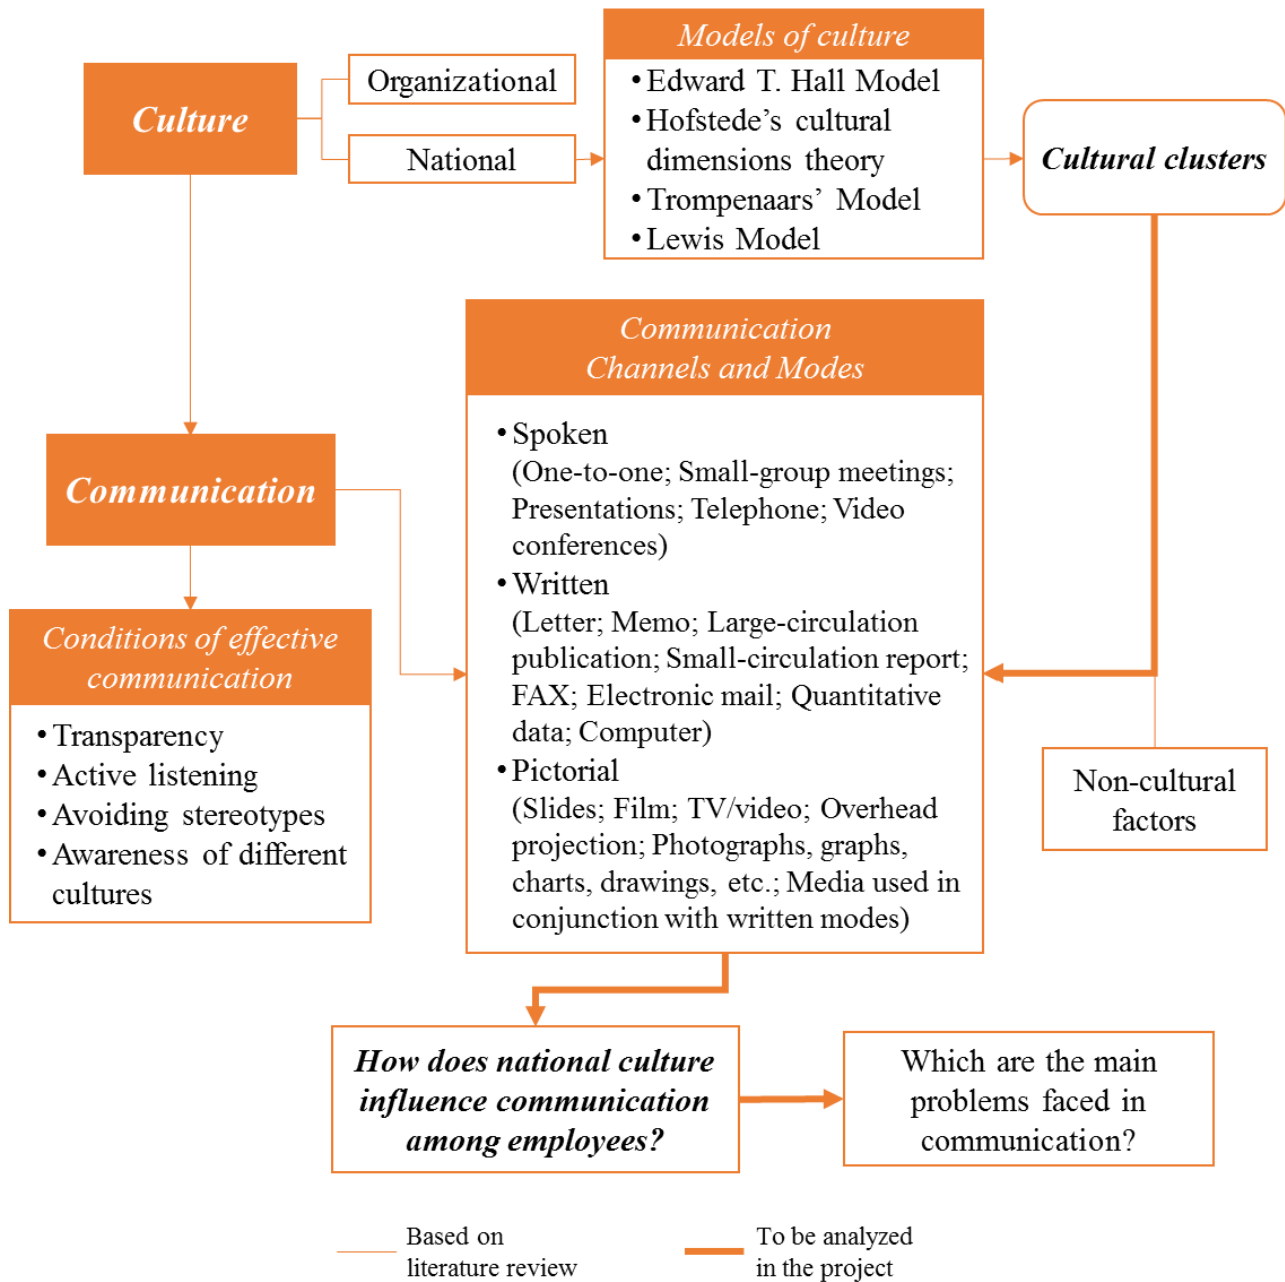 Culture
Organizational
National
Models of culture
• Edward T. Hall Model
• Hofstede’s cultural
dimensions theory
• Trompenaars’ Model
• Lewis Model
Cultural clusters
Communication
Conditions of effective
communication
• Transparency
• Active listening
• Avoiding stereotypes
• Awareness of different
cultures
Communication
Channels and Modes
• Spoken
(One-to-one; Small-group meetings;
Presentations; Telephone; Video
conferences)
• Written
(Letter; Memo; Large-circulation
publication; Small-circulation report;
FAX; Electronic mail; Quantitative
data; Computer)
• Pictorial
(Slides; Film; TV/video; Overhead
projection; Photographs, graphs,
charts, drawings, etc.; Media used in
conjunction with written modes)
Non-cultural
factors
How does national culture
influence communication
among employees?
Which are the main
problems faced in
communication?
Based on
literature review
To be analyzed
in the project